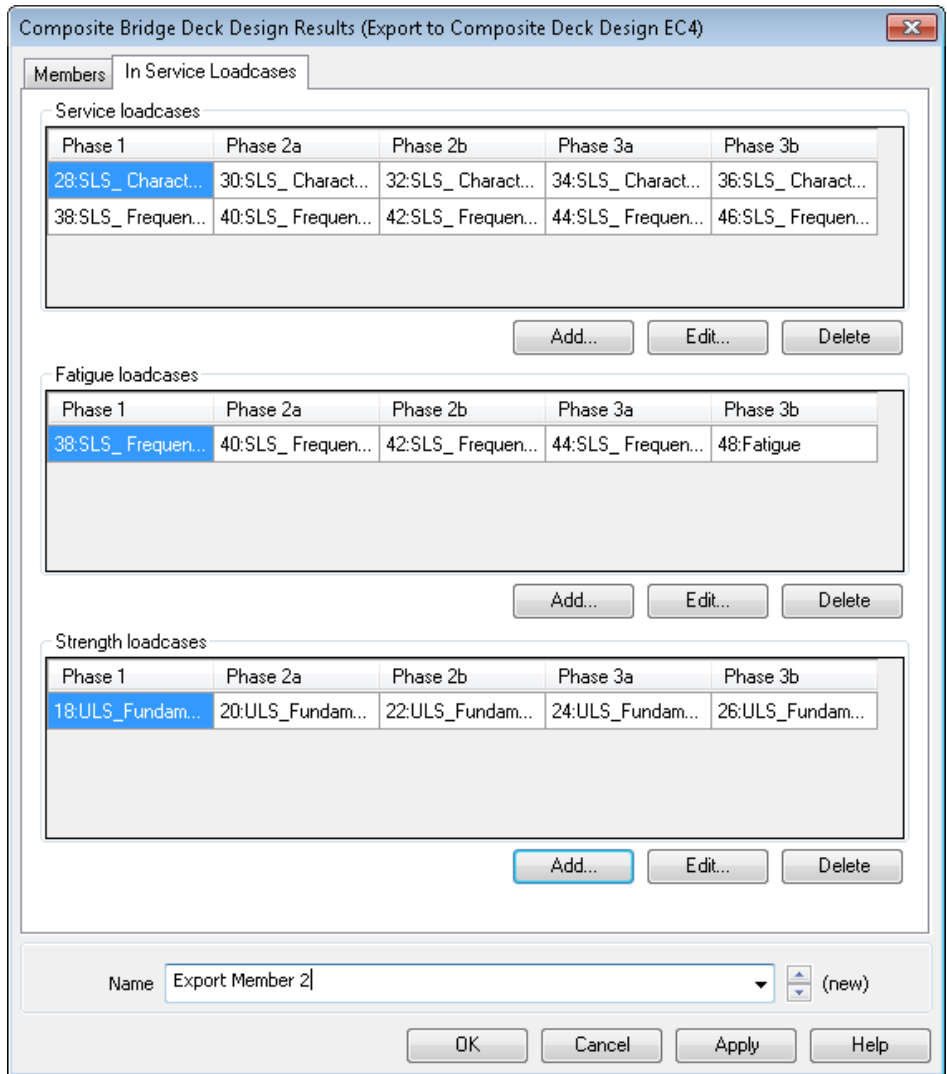 Composite Bridge Deck Design Results (Export to Composite Deck Design EC4)
Members In Service Loadcases
Service loadcases
Phase 1 Phase 2a Phase 2b Phase 3a Phase 3b
28:SLS_ Charact... 30:SLS_ Charact... 32:SLS_ Charact... 34:SLS_ Charact... 36:SLS_ Charact...
38:SLS_ Frequen... 40:SLS_ Frequen... 42:SLS_ Frequen... 44:SLS_ Frequen... 46:SLS_ Frequen...
Add... Edit... Delete
Fatigue loadcases
Phase 1 Phase 2a Phase 2b Phase 3a Phase 3b
38:SLS_ Frequen... 40:SLS_ Frequen... 42:SLS_ Frequen... 44:SLS_ Frequen... 48:Fatigue
Add... Edit... Delete
Strength loadcases
Phase 1 Phase 2a Phase 2b Phase 3a Phase 3b
18:ULS_Fundam... 20:ULS_Fundam... 22:ULS_Fundam... 24:ULS_Fundam... 26:ULS_Fundam...
Add... Edit... Delete
Name Export Member 2 (new)
OK Cancel Apply Help